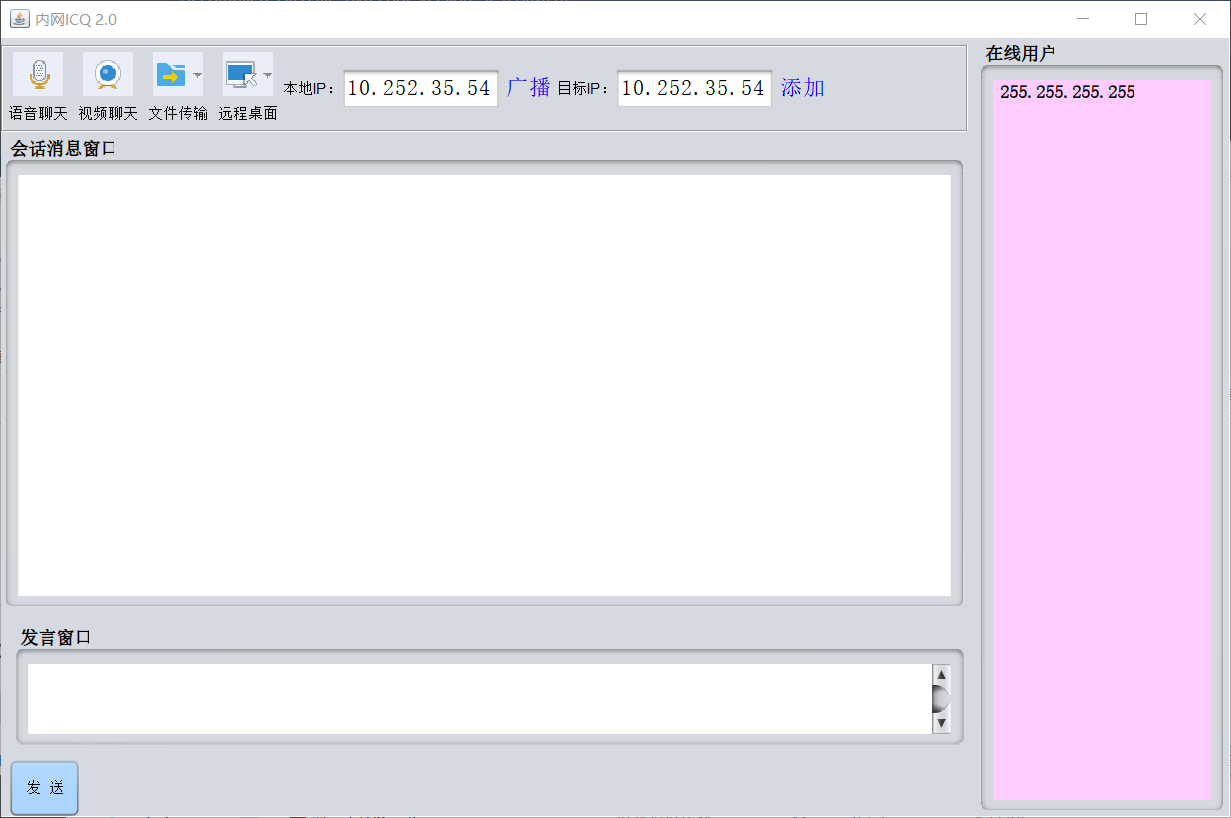 内网ICQ 2.0
语音聊天 视频聊天 文件传输 远程桌面 本地IP： 10.252.35.54 广播 目标IP： 10.252.35.54 添加
会话消息窗口
发言窗口
发 送
在线用户
255.255.255.255